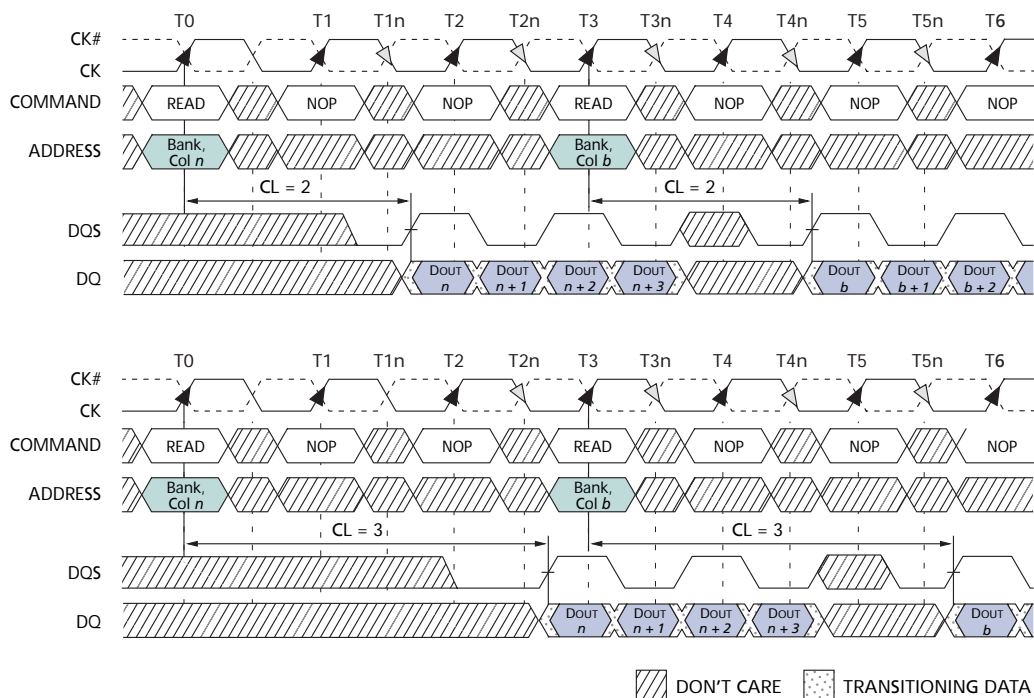 T0 T1 T1n T2 T2n T3 T3n T4 T4n T5 T5n T6
CK#
CK
COMMAND READ NOP NOP READ NOP NOP NOP
ADDRESS Bank, Col n Bank, Col b
CL = 2 CL = 2
DQS
DQ DOUT n DOUT n + 1 DOUT n + 2 DOUT n + 3 DOUT b DOUT b + 1 DOUT b + 2
T0 T1 T1n T2 T2n T3 T3n T4 T4n T5 T5n T6
CK#
CK
COMMAND READ NOP NOP READ NOP NOP NOP
ADDRESS Bank, Col n Bank, Col b
CL = 3 CL = 3
DQS
DQ DOUT n DOUT n + 1 DOUT n + 2 DOUT n + 3 DOUT b
DON'T CARE TRANSITIONING DATA